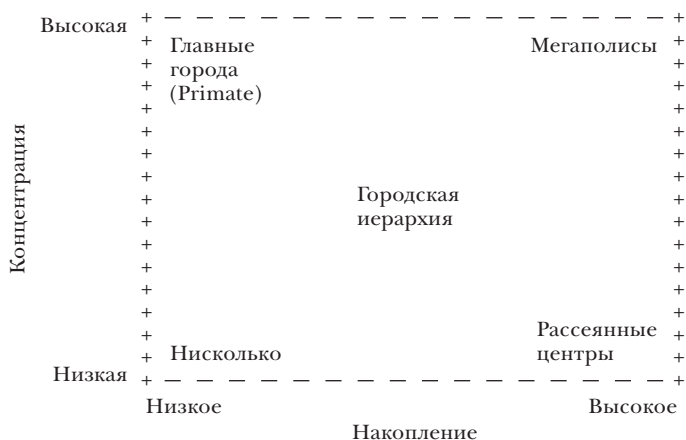 Высокая
Главные
города
(Primate)
Мегаполисы
Концентрация
Городская
иерархия
Нисколько
Рассеянные
центры
Низкая
Низкое
Высокое
Накопление